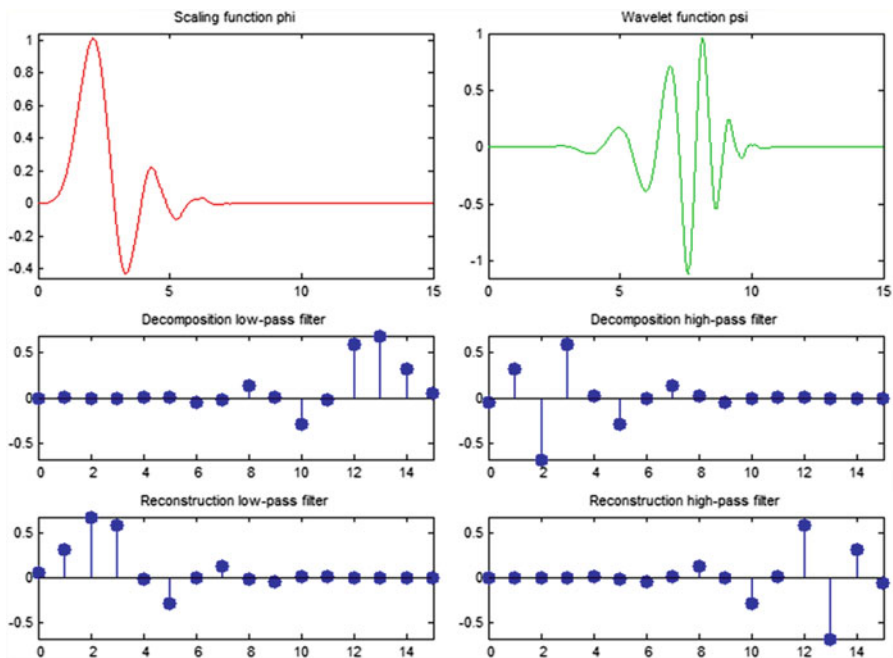 Scaling function phi
1
0.8
0.6
0.4
0.2
0
-0.2
-0.4
0 5 10 15
Wavelet function psi
1
0.5
0
-0.5
-1
0 5 10 15
Decomposition low-pass filter
0.5
0
-0.5
0 2 4 6 8 10 12 14
Decomposition high-pass filter
0.5
0
-0.5
0 2 4 6 8 10 12 14
Reconstruction low-pass filter
0.5
0
-0.5
0 2 4 6 8 10 12 14
Reconstruction high-pass filter
0.5
0
-0.5
0 2 4 6 8 10 12 14